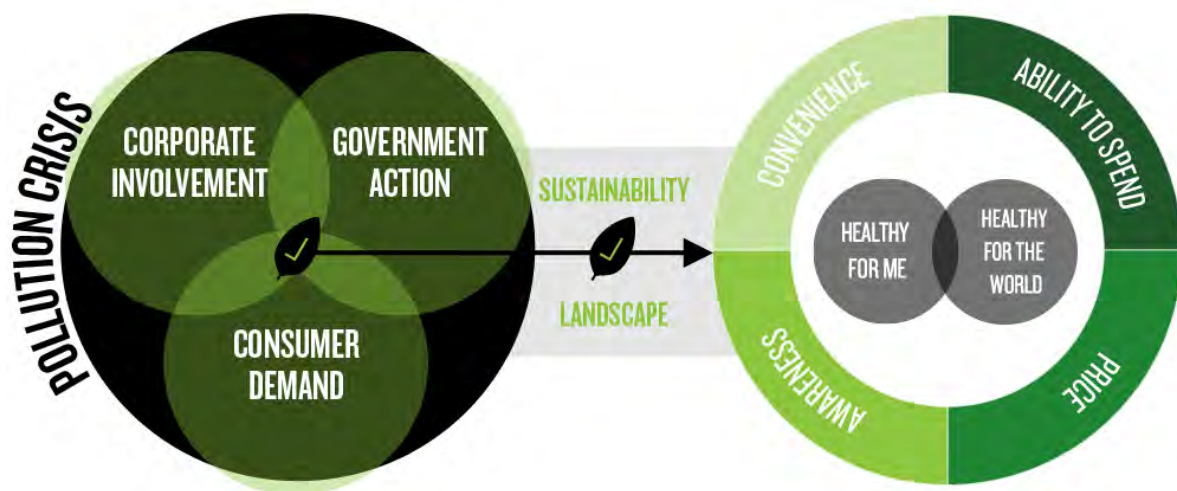 POLLUTION CRISIS
CORPORATE
INVOLVEMENT
GOVERNMENT
ACTION
CONSUMER
DEMAND
SUSTAINABILITY
LANDSCAPE
CONVENIENCE
ABILITY TO SPEND
HEALTHY
FOR ME
HEALTHY
FOR THE
WORLD
AWARENESS
PRICE